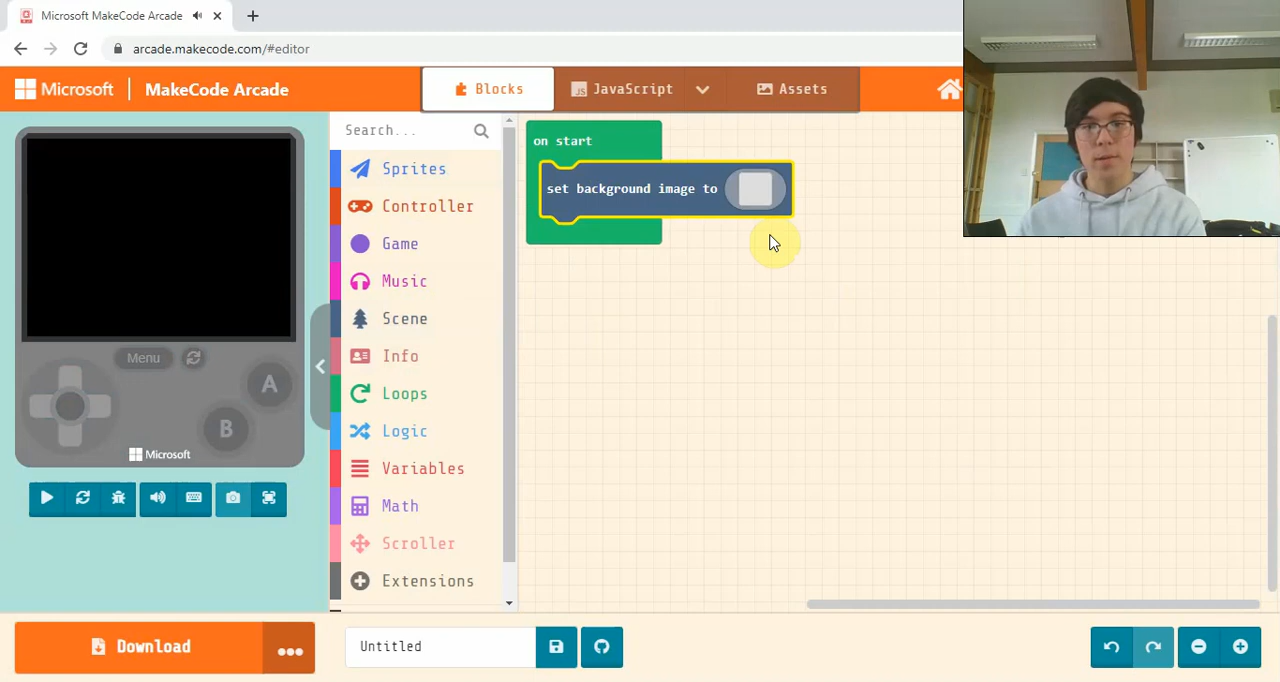 Microsoft MakeCode Arcade
arcade.makecode.com/#editor
Microsoft
MakeCode Arcade
Blocks
JS
JavaScript
Assets
Search...
on start
set background image to
Sprites
Controller
Game
Music
Scene
Info
Loops
Logic
Variables
Math
Scroller
Extensions
Menu
A
B
Microsoft
Download
Untitled